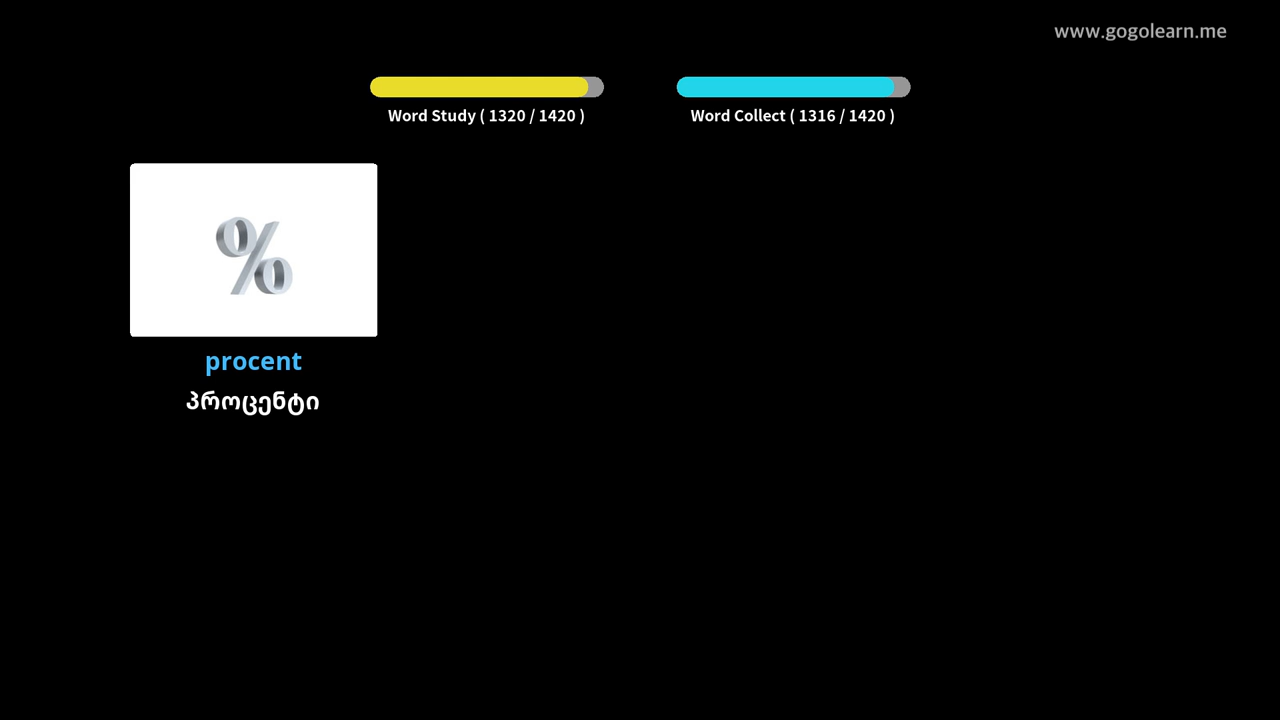 www.gogolearn.me
Word Study ( 1320 / 1420 )
Word Collect ( 1316 / 1420 )
%
procent
პროცენტი